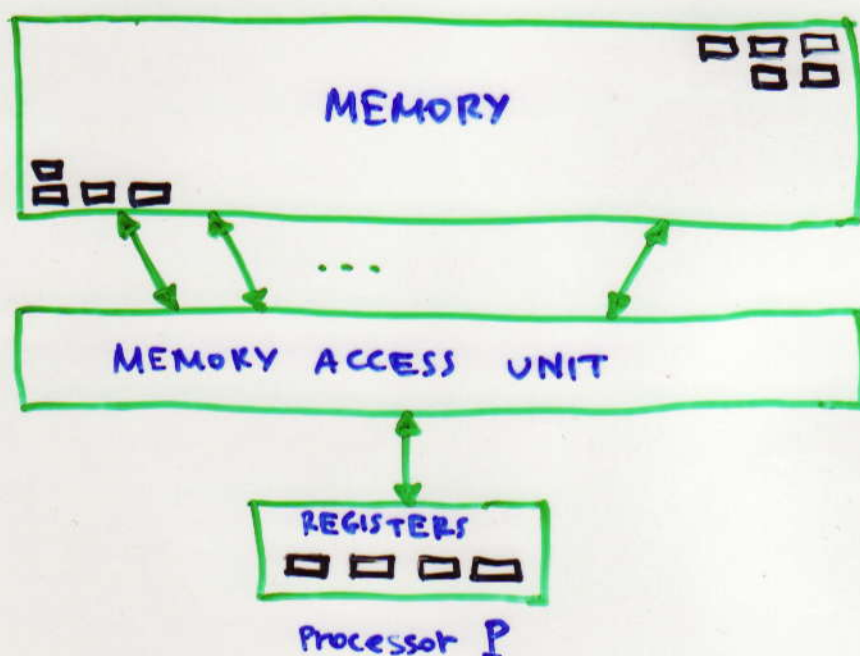 MEMORY
...
MEMORY ACCESS UNIT
REGISTERS
Processor P